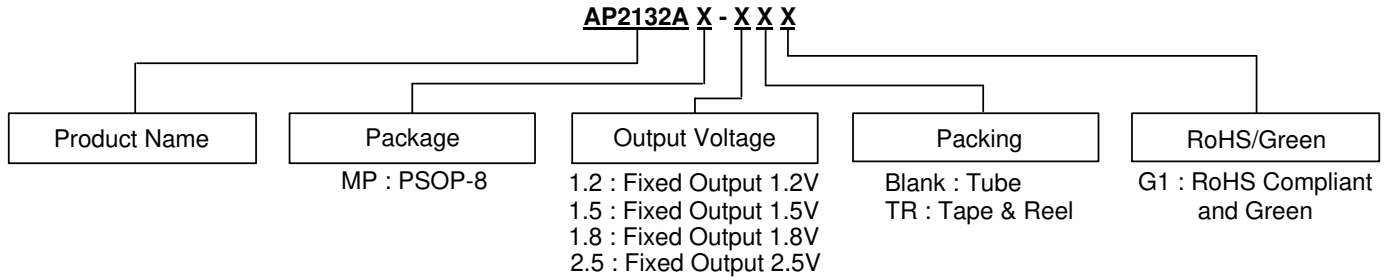 AP2132A X - X X X
Product Name
Package
Output Voltage
Packing
RoHS/Green
MP : PSOP-8
1.2 : Fixed Output 1.2V
1.5 : Fixed Output 1.5V
1.8 : Fixed Output 1.8V
2.5 : Fixed Output 2.5V
Blank : Tube
TR : Tape & Reel
G1 : RoHS Compliant
and Green